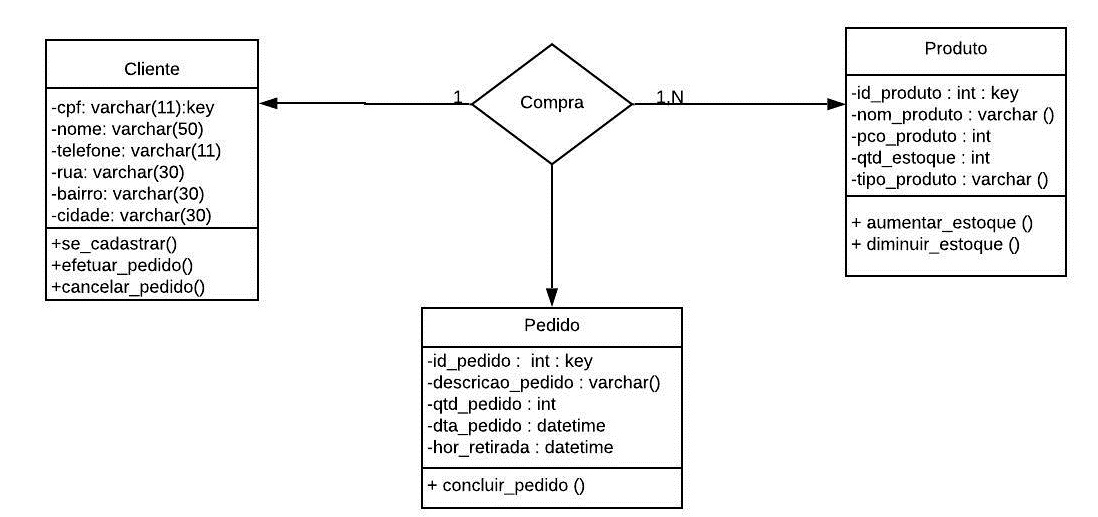 Cliente
-cpf: varchar(11):key
-nome: varchar(50)
-telefone: varchar(11)
-rua: varchar(30)
-bairro: varchar(30)
-cidade: varchar(30)
+se_cadastrar()
+efetuar_pedido()
+cancelar_pedido()
1
Compra
1.N
Produto
-id_produto : int : key
-nom_produto : varchar ()
-pco_produto : int
-qtd_estoque : int
-tipo_produto : varchar ()
+ aumentar_estoque ()
+ diminuir_estoque ()
Pedido
-id_pedido :  int : key
-descricao_pedido : varchar()
-qtd_pedido : int
-dta_pedido : datetime
-hor_retirada : datetime
+ concluir_pedido ()